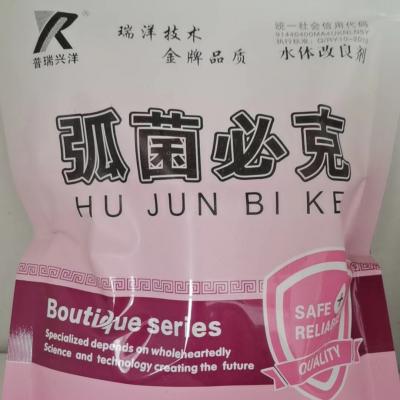 R
普瑞兴洋
瑞洋技术
金牌品质
统一社会信用代码
水体改良剂
弧菌必克
HU JUN BI KE
Boutique series
Specialized depends on wholeheartedly
Science and technology creating the future
SAFE
RELIABLE
QUALITY